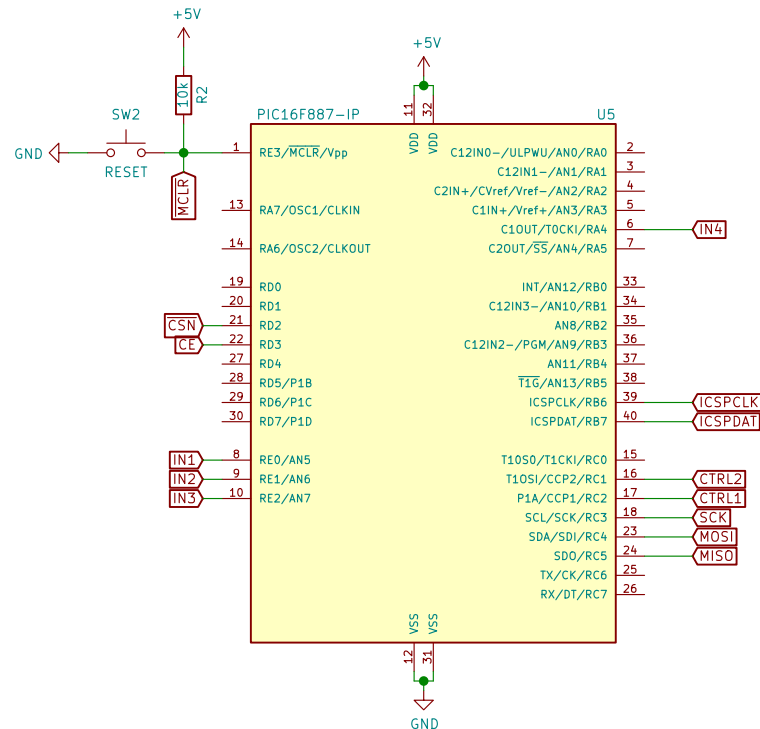 +5V
+5V
10k
R2
SW2
GND
RESET
MCLR
PIC16F887-IP
U5
11
VDD
32
VDD
1 RE3/MCLR/Vpp
13 RA7/OSC1/CLKIN
14 RA6/OSC2/CLKOUT
19 RD0
20 RD1
CSN 21 RD2
CE 22 RD3
27 RD4
28 RD5/P1B
29 RD6/P1C
30 RD7/P1D
IN1 8 RE0/AN5
IN2 9 RE1/AN6
IN3 10 RE2/AN7
C12IN0-/ULPWU/AN0/RA0 2
C12IN1-/AN1/RA1 3
C2IN+/CVref/Vref-/AN2/RA2 4
C1IN+/Vref+/AN3/RA3 5
C1OUT/T0CKI/RA4 6 IN4
C2OUT/SS/AN4/RA5 7
INT/AN12/RB0 33
C12IN3-/AN10/RB1 34
AN8/RB2 35
C12IN2-/PGM/AN9/RB3 36
AN11/RB4 37
T1G/AN13/RB5 38
ICSPCLK/RB6 39 ICSPCLK
ICSPDAT/RB7 40 ICSPDAT
T1OSO/T1CKI/RC0 15
T1OSI/CCP2/RC1 16 CTRL2
P1A/CCP1/RC2 17 CTRL1
SCL/SCK/RC3 18 SCK
SDA/SDI/RC4 23 MOSI
SDO/RC5 24 MISO
TX/CK/RC6 25
RX/DT/RC7 26
VSS
12
VSS
31
GND